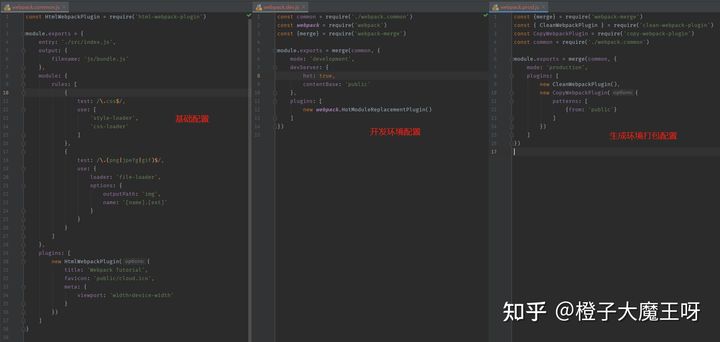 webpack.common.js
const HtmlWebpackPlugin = require('html-webpack-plugin')
module.exports = {
entry: './src/index.js',
output: {
filename: 'js/bundle.js'
},
module: {
rules: [
{
test: /\.css$/,
use: [
'style-loader',
'css-loader'
]
},
{
test: /\.(png|jpe?g|gif)$/,
use: {
loader: 'file-loader',
options: {
outputPath: 'img',
name: '[name].[ext]'
}
}
}
]
},
plugins: [
new HtmlWebpackPlugin( options: {
title: 'Webpack Tutorial',
favicon: 'public/cloud.ico',
meta: {
viewport: 'width=device-width'
}
})
]
}
基础配置
webpack.dev.js
const common = require('./webpack.common')
const webpack = require('webpack')
const {merge} = require('webpack-merge')
module.exports = merge(common, {
mode: 'development',
devServer: {
hot: true,
contentBase: 'public'
},
plugins: [
new webpack.HotModuleReplacementPlugin()
]
})
开发环境配置
webpack.prod.js
const {merge} = require('webpack-merge')
const { CleanWebpackPlugin } = require('clean-webpack-plugin')
const CopyWebpackPlugin = require('copy-webpack-plugin')
const common = require('./webpack.common')
module.exports = merge(common, {
mode: 'production',
plugins: [
new CleanWebpackPlugin(),
new CopyWebpackPlugin( options: {
patterns: [
{from: 'public'}
]
})
]
})
生成环境打包配置
知乎 @橙子大魔王呀